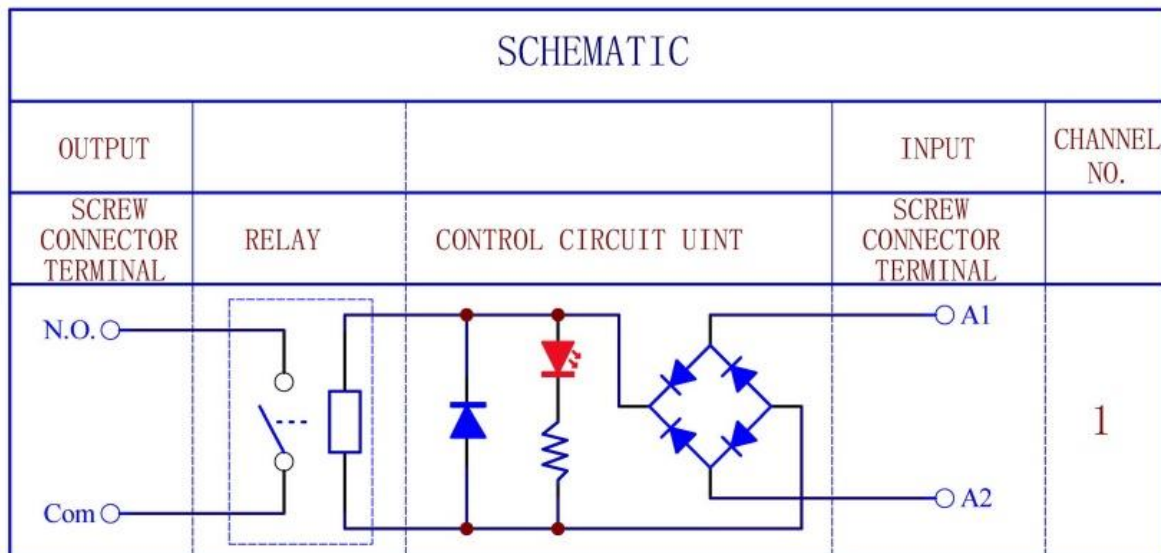 SCHEMATIC
OUTPUT
INPUT
CHANNEL
NO.
SCREW
CONNECTOR
TERMINAL
RELAY
CONTROL CIRCUIT UINT
SCREW
CONNECTOR
TERMINAL
N.O.
A1
1
Com
A2